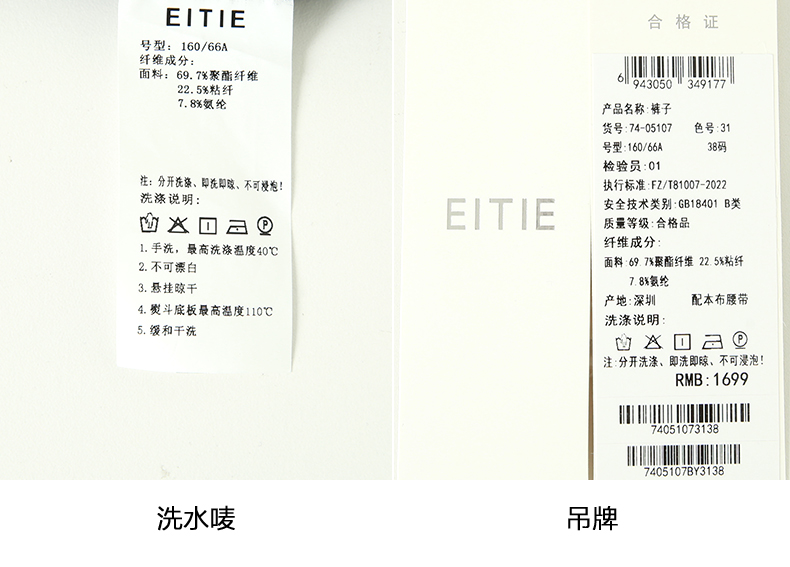 EITIE
号型: 160/66A
纤维成分:
面料: 69.7%聚酯纤维
22.5%粘纤
7.8%氨纶
注: 分开洗涤、即洗即晾、不可浸泡!
洗涤说明:
1.手洗,最高洗涤温度40℃
2.不可漂白
3.悬挂晾干
4.熨斗底板最高温度110℃
5.缓和干洗
洗水唛
EITIE
合格证
6 943050 349177
产品名称:裤子
货号:74-05107 色号:31
号型:160/66A 38码
检验员:01
执行标准:FZ/T81007-2022
安全技术类别:GB18401 B类
质量等级:合格品
纤维成分:
面料:69.7%聚酯纤维 22.5%粘纤
7.8%氨纶
产地:深圳 配本布腰带
洗涤说明:
注:分开洗涤、即洗即晾、不可浸泡!
RMB:1699
74051073138
7405107BY3138
吊牌